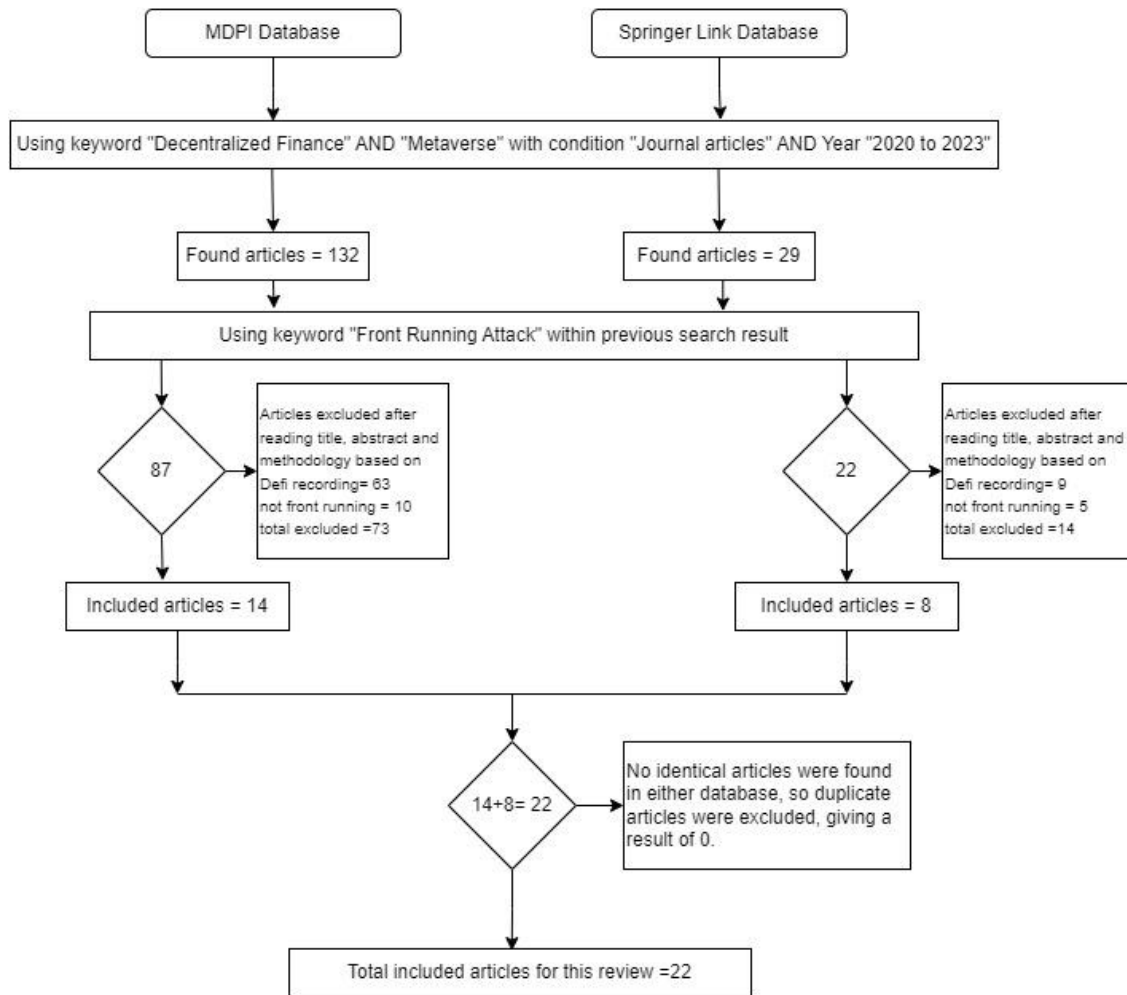 MDPI Database
Springer Link Database
Using keyword "Decentralized Finance" AND "Metaverse" with condition "Journal articles" AND Year "2020 to 2023"
Found articles = 132
Found articles = 29
Using keyword "Front Running Attack" within previous search result
87
Articles excluded after
reading title, abstract and
methodology based on
Defi recording= 63
not front running = 10
total excluded =73
22
Articles excluded after
reading title, abstract and
methodology based on
Defi recording= 9
not front running = 5
total excluded =14
Included articles = 14
Included articles = 8
14+8= 22
No identical articles were found
in either database, so duplicate
articles were excluded, giving a
result of 0.
Total included articles for this review =22